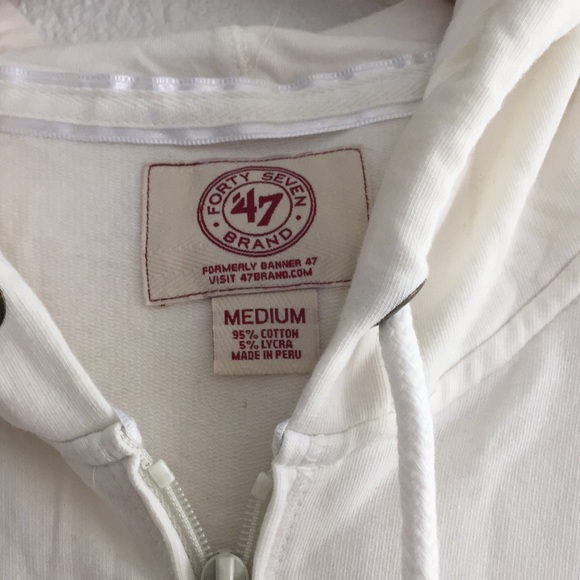 FORTY SEVEN
'47
BRAND
FORMERLY BANNER 47
VISIT 47BRAND.COM
MEDIUM
95% COTTON
5% LYCRA
MADE IN PERU